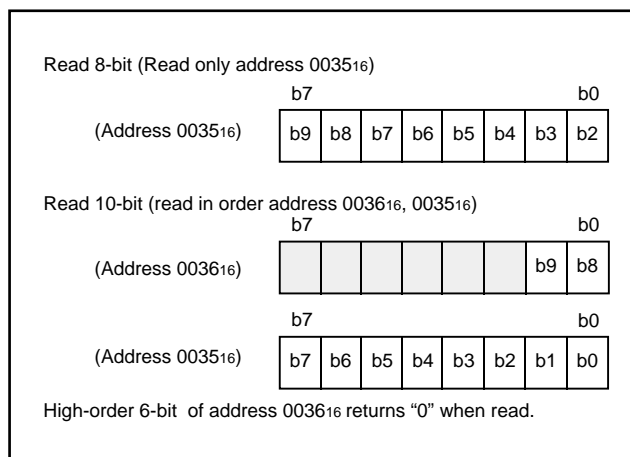 Read 8-bit (Read only address 003516)
b7 b0
(Address 003516) b9 b8 b7 b6 b5 b4 b3 b2
Read 10-bit (read in order address 003616, 003516)
b7 b0
(Address 003616) b9 b8
b7 b0
(Address 003516) b7 b6 b5 b4 b3 b2 b1 b0
High-order 6-bit of address 003616 returns “0” when read.